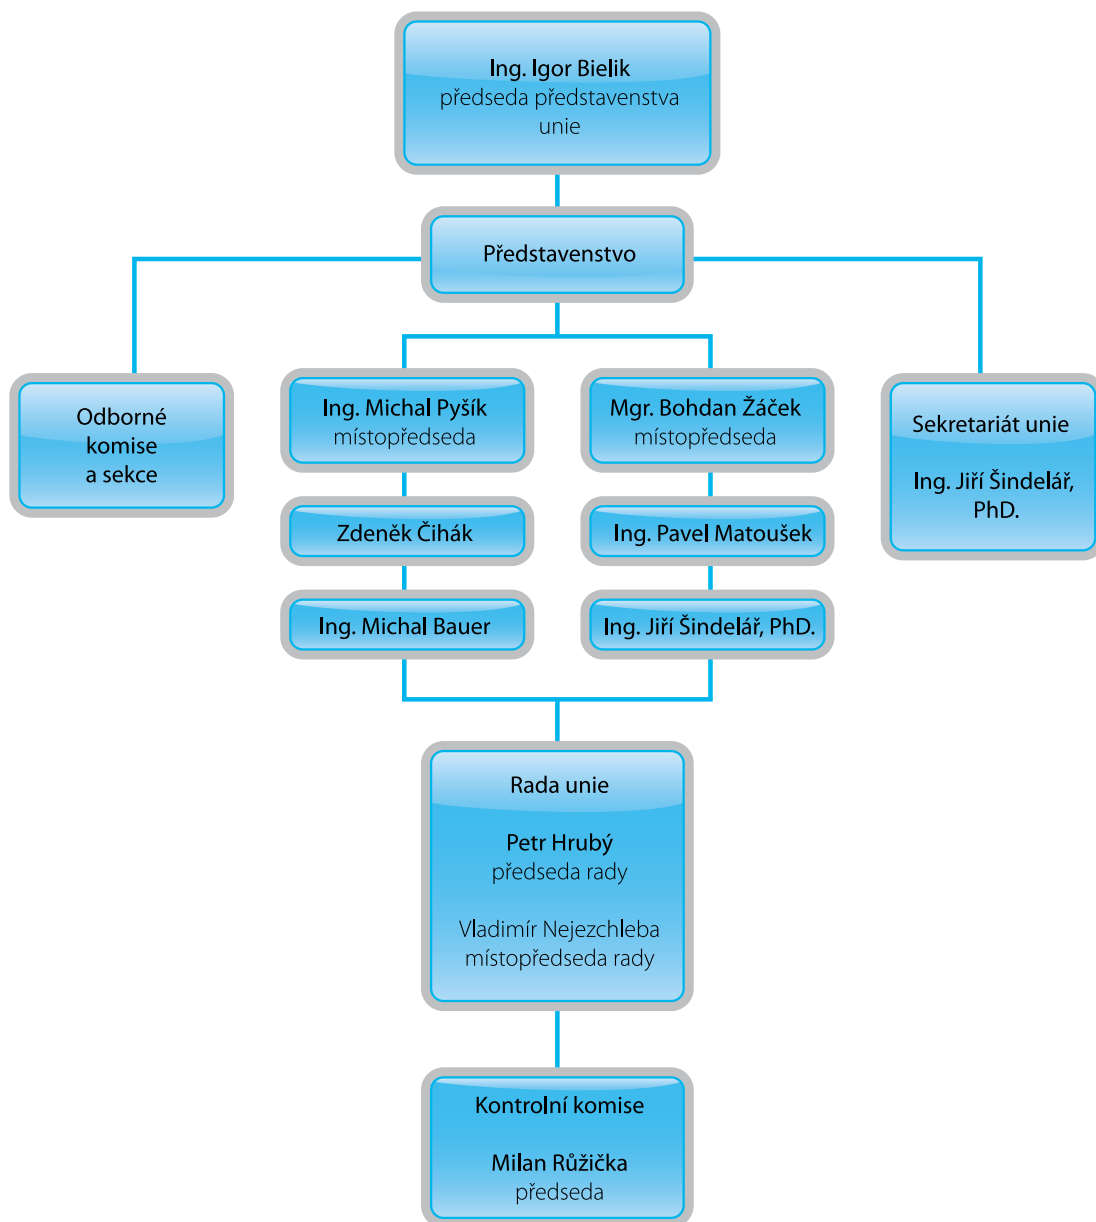 Ing. Igor Bielik
předseda představenstva
unie
Představenstvo
Odborné
komise
a sekce
Ing. Michal Pyšík
místopředseda
Mgr. Bohdan Žáček
místopředseda
Sekretariát unie
Ing. Jiří Šindelář,
PhD.
Zdeněk Čihák
Ing. Pavel Matoušek
Ing. Michal Bauer
Ing. Jiří Šindelář, PhD.
Rada unie
Petr Hrubý
předseda rady
Vladimír Nejezchleba
místopředseda rady
Kontrolní komise
Milan Růžička
předseda